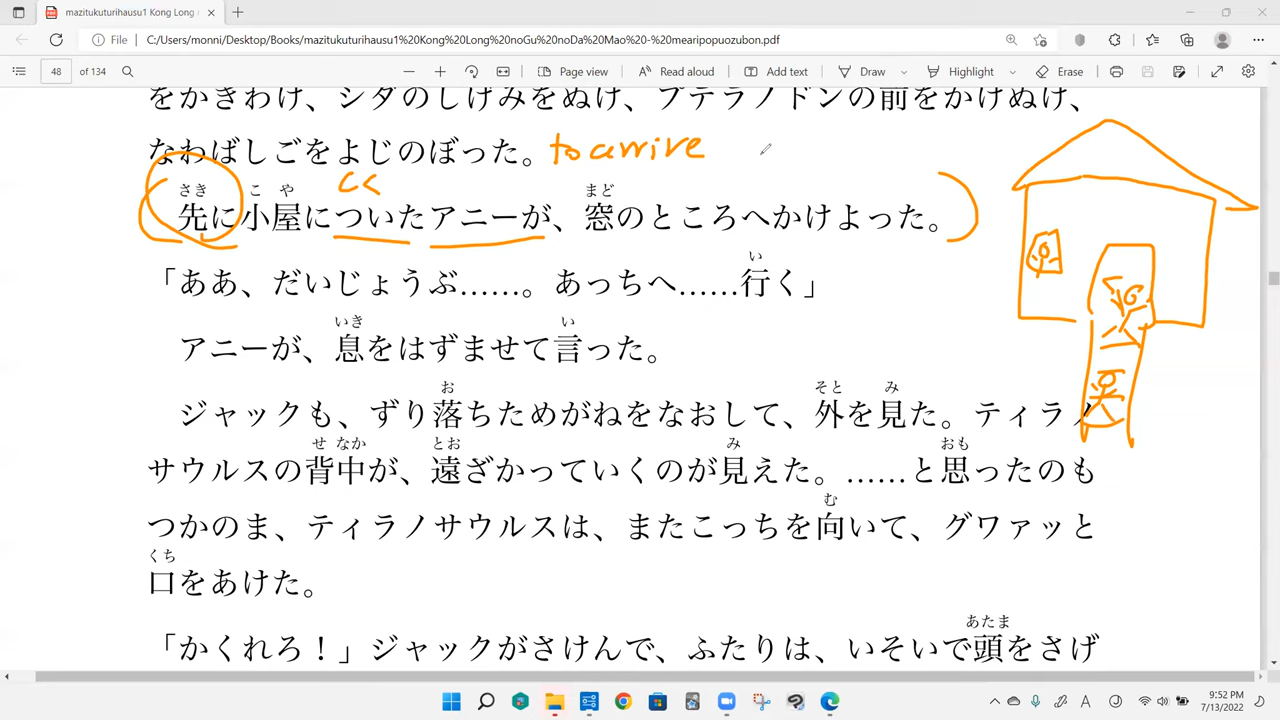 mazitukuturihausu1 Kong Long
File
C:/Users/monni/Desktop/Books/mazitukuturihausu1%20Kong%20Long%20noGu%20noDa%20Mao%20-%20mearipopuozubon.pdf
48 of 134
Page view
Read aloud
Add text
Draw
Highlight
Erase
をかきわけ、シダのしげみをぬけ、プテラノドンの前をかけぬけ、
なわばしごをよじのぼった。 to arrive
さき こ や まど
先に小屋についたアニーが、窓のところへかけよった。
い
「ああ、だいじょうぶ……。あっちへ……行く」
いき い
アニーが、息をはずませて言った。
お そと み
ジャックも、ずり落ちためがねをなおして、外を見た。ティラノ
せ なか とお み おも
サウルスの背中が、遠ざかっていくのが見えた。……と思ったのも
む
つかのま、ティラノサウルスは、またこっちを向いて、グワァッと
くち
口をあけた。
あたま
「かくれろ！」ジャックがさけんで、ふたりは、いそいで頭をさげ
9:52 PM
7/13/2022